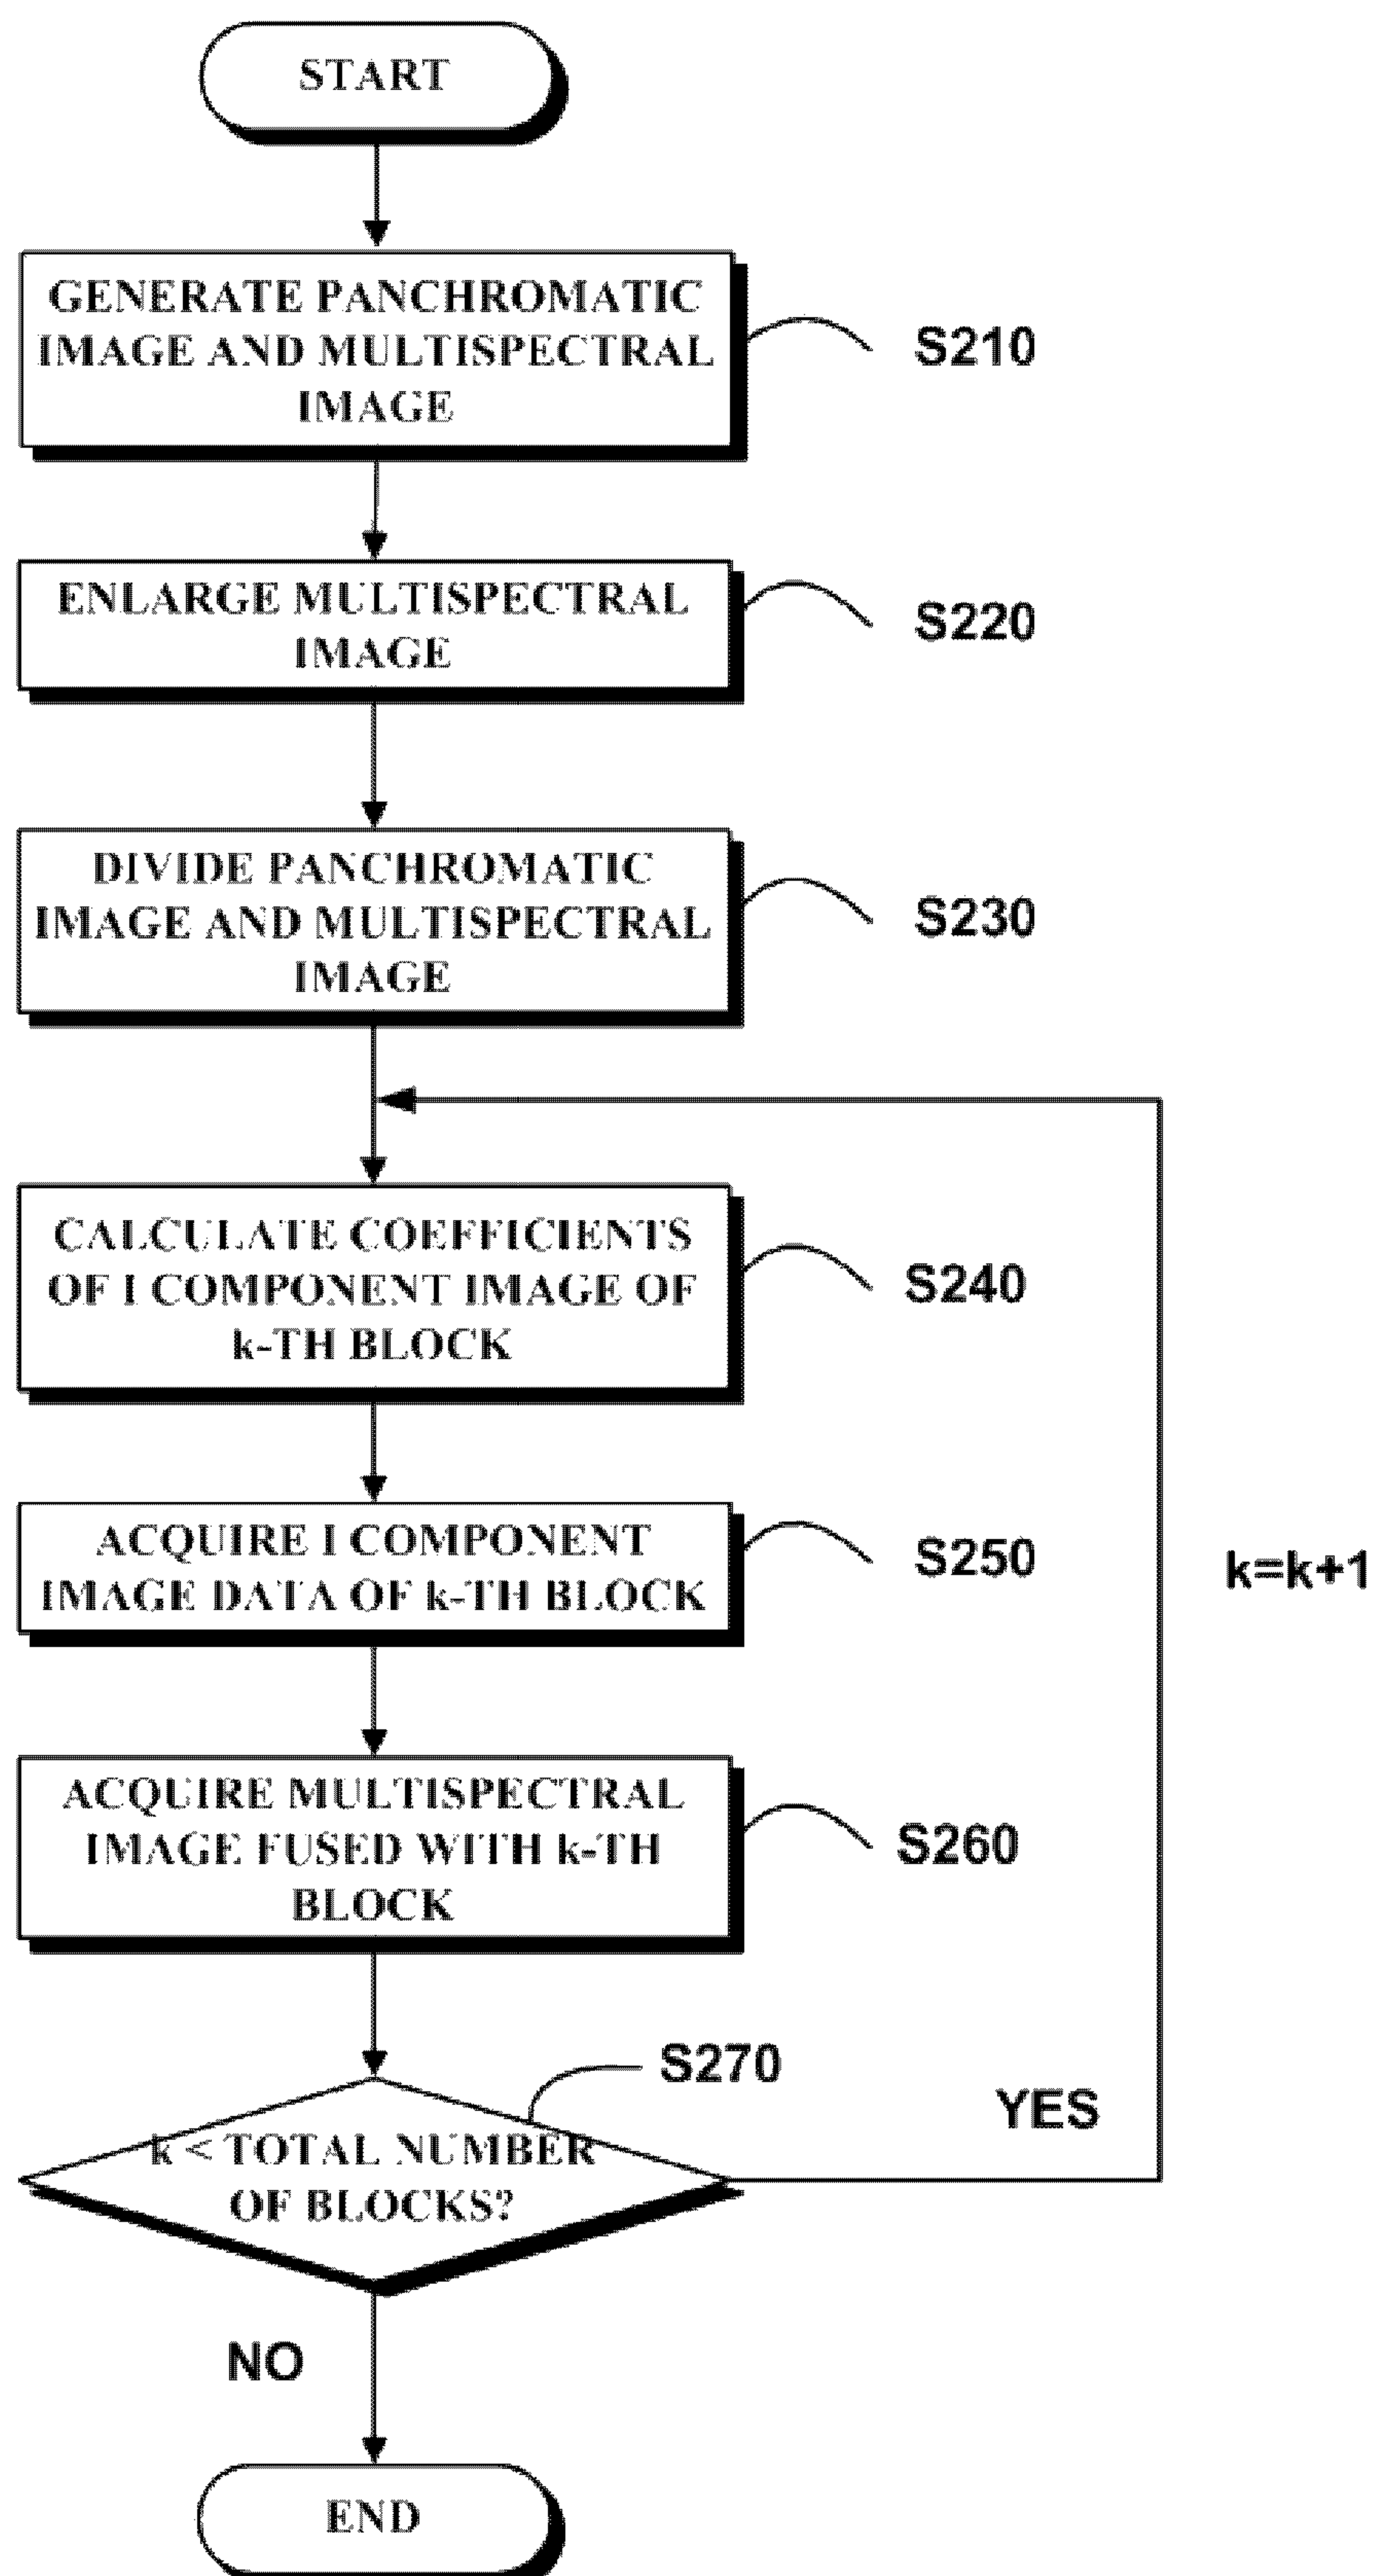 START
GENERATE PANCHROMATIC
IMAGE AND MULTISPECTRAL
IMAGE
S210
ENLARGE MULTISPECTRAL
IMAGE
S220
DIVIDE PANCHROMATIC
IMAGE AND MULTISPECTRAL
IMAGE
S230
CALCULATE COEFFICIENTS
OF I COMPONENT IMAGE OF
k-TH BLOCK
S240
ACQUIRE I COMPONENT
IMAGE DATA OF k-TH BLOCK
S250
k=k+1
ACQUIRE MULTISPECTRAL
IMAGE FUSED WITH k-TH
BLOCK
S260
S270
k < TOTAL NUMBER
OF BLOCKS?
YES
NO
END